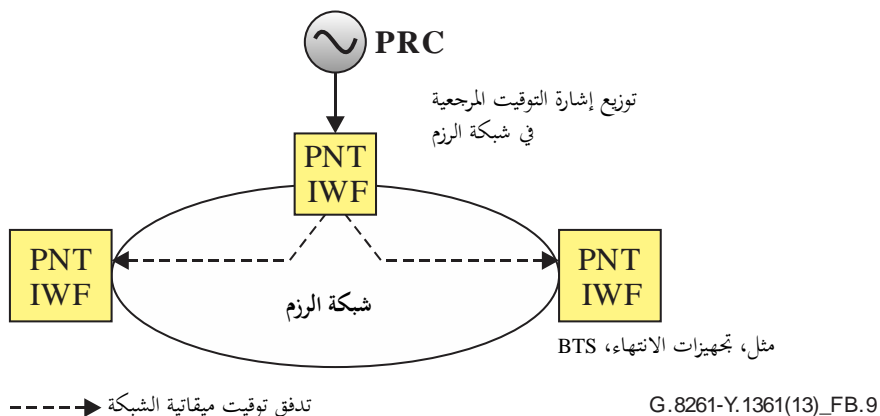 PRC
توزيع إشارة التوقيت المرجعية
في شبكة الرزم
PNT
IWF
PNT
IWF
PNT
IWF
شبكة الرزم
مثل، تجهيزات الانتهاء، BTS
تدفق توقيت ميقاتية الشبكة
G.8261-Y.1361(13)_FB.9